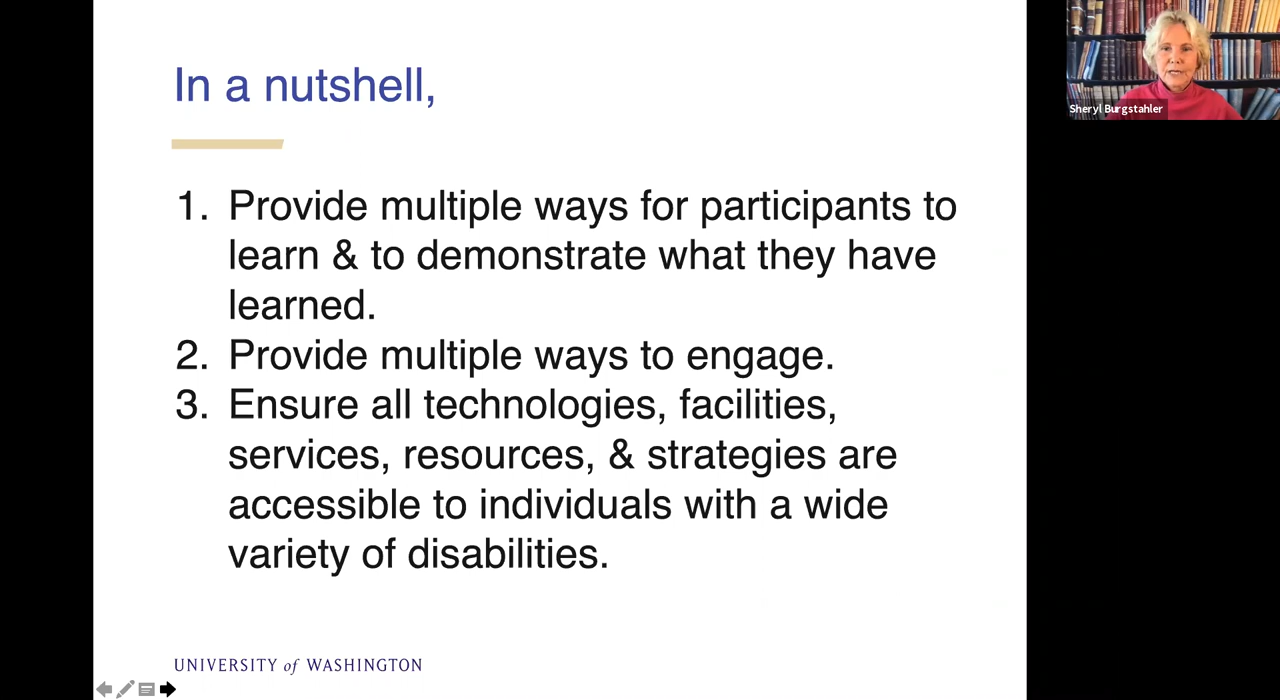 In a nutshell,
1. Provide multiple ways for participants to
learn & to demonstrate what they have
learned.
2. Provide multiple ways to engage.
3. Ensure all technologies, facilities,
services, resources, & strategies are
accessible to individuals with a wide
variety of disabilities.
UNIVERSITY of WASHINGTON
Sheryl Burgstahler